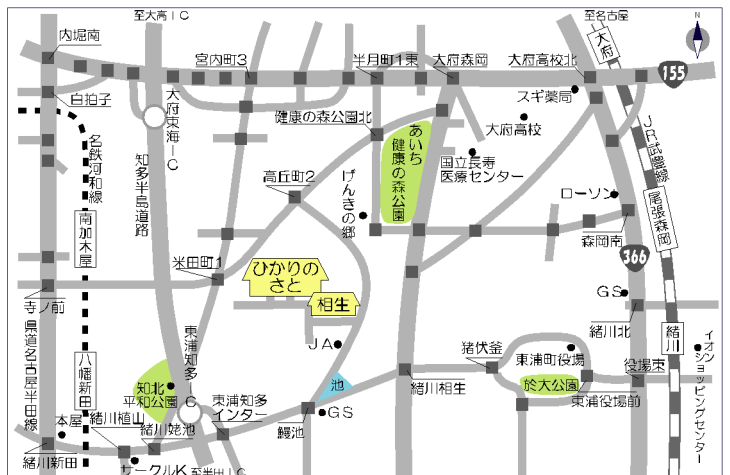 至大高IC
至名古屋
内堀南
宮内町3
半月町1東
大府森岡
大府高校北
大府
155
白拍子
大府東海IC
健康の森公園北
スギ薬局
大府高校
名鉄河和線
知多半島道路
あいち
健康の森公園
国立長寿
医療センター
JR武豊線
高丘町2
げんきの郷
ローソン
尾張森岡
南加木屋
森岡南
366
米田町1
ひかりの
さと
相生
GS
寺ノ前
緒川北
緒川
県道名古屋半田線
八幡新田
東浦知多IC
JA
猪伏釜
東浦町役場
役場東
イオン
ショッピングセンター
知北
平和公園
池
緒川相生
於大公園
東浦役場前
東浦知多
インター
鰻池
GS
本屋
緒川植山
緒川姥池
緒川新田
サークルK
至半田IC